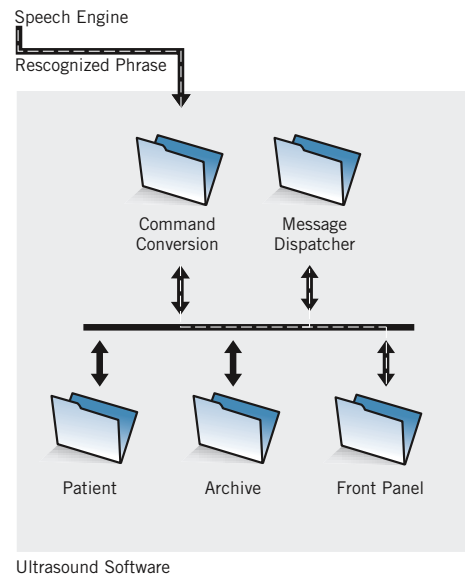 Speech Engine
Rescognized Phrase
Command
Conversion
Message
Dispatcher
Patient
Archive
Front Panel
Ultrasound Software